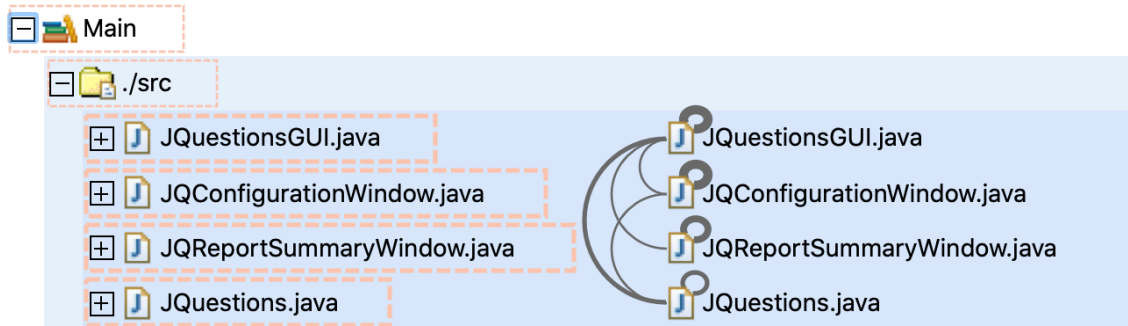 Main
./src
JQuestionsGUI.java JQuestionsGUI.java
JQConfigurationWindow.java JQConfigurationWindow.java
JQReportSummaryWindow.java JQReportSummaryWindow.java
JQuestions.java JQuestions.java